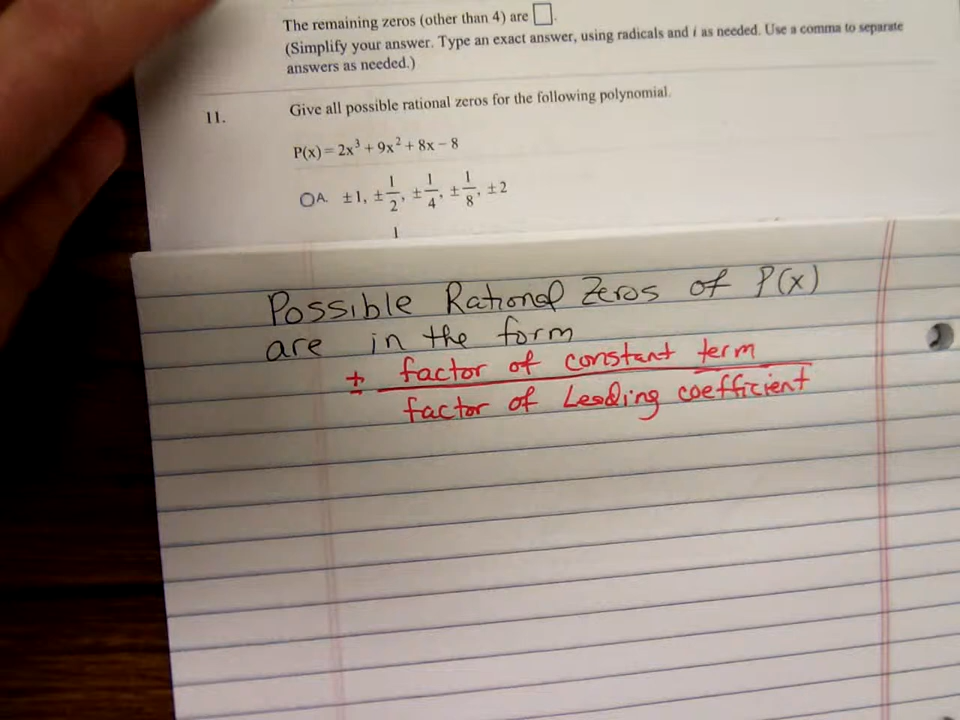 The remaining zeros (other than 4) are □.
(Simplify your answer. Type an exact answer, using radicals and i as needed. Use a comma to separate
answers as needed.)
11. Give all possible rational zeros for the following polynomial.
P(x) = 2x³ + 9x² + 8x − 8
A. ±1, ±1/2, ±1/4, ±1/8, ±2
1
Possible Rational Zeros of P(x)
are in the form
± factor of constant term
factor of Leading coefficient